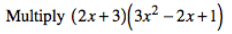 Multiply (2x+3)(3x² – 2x+1)